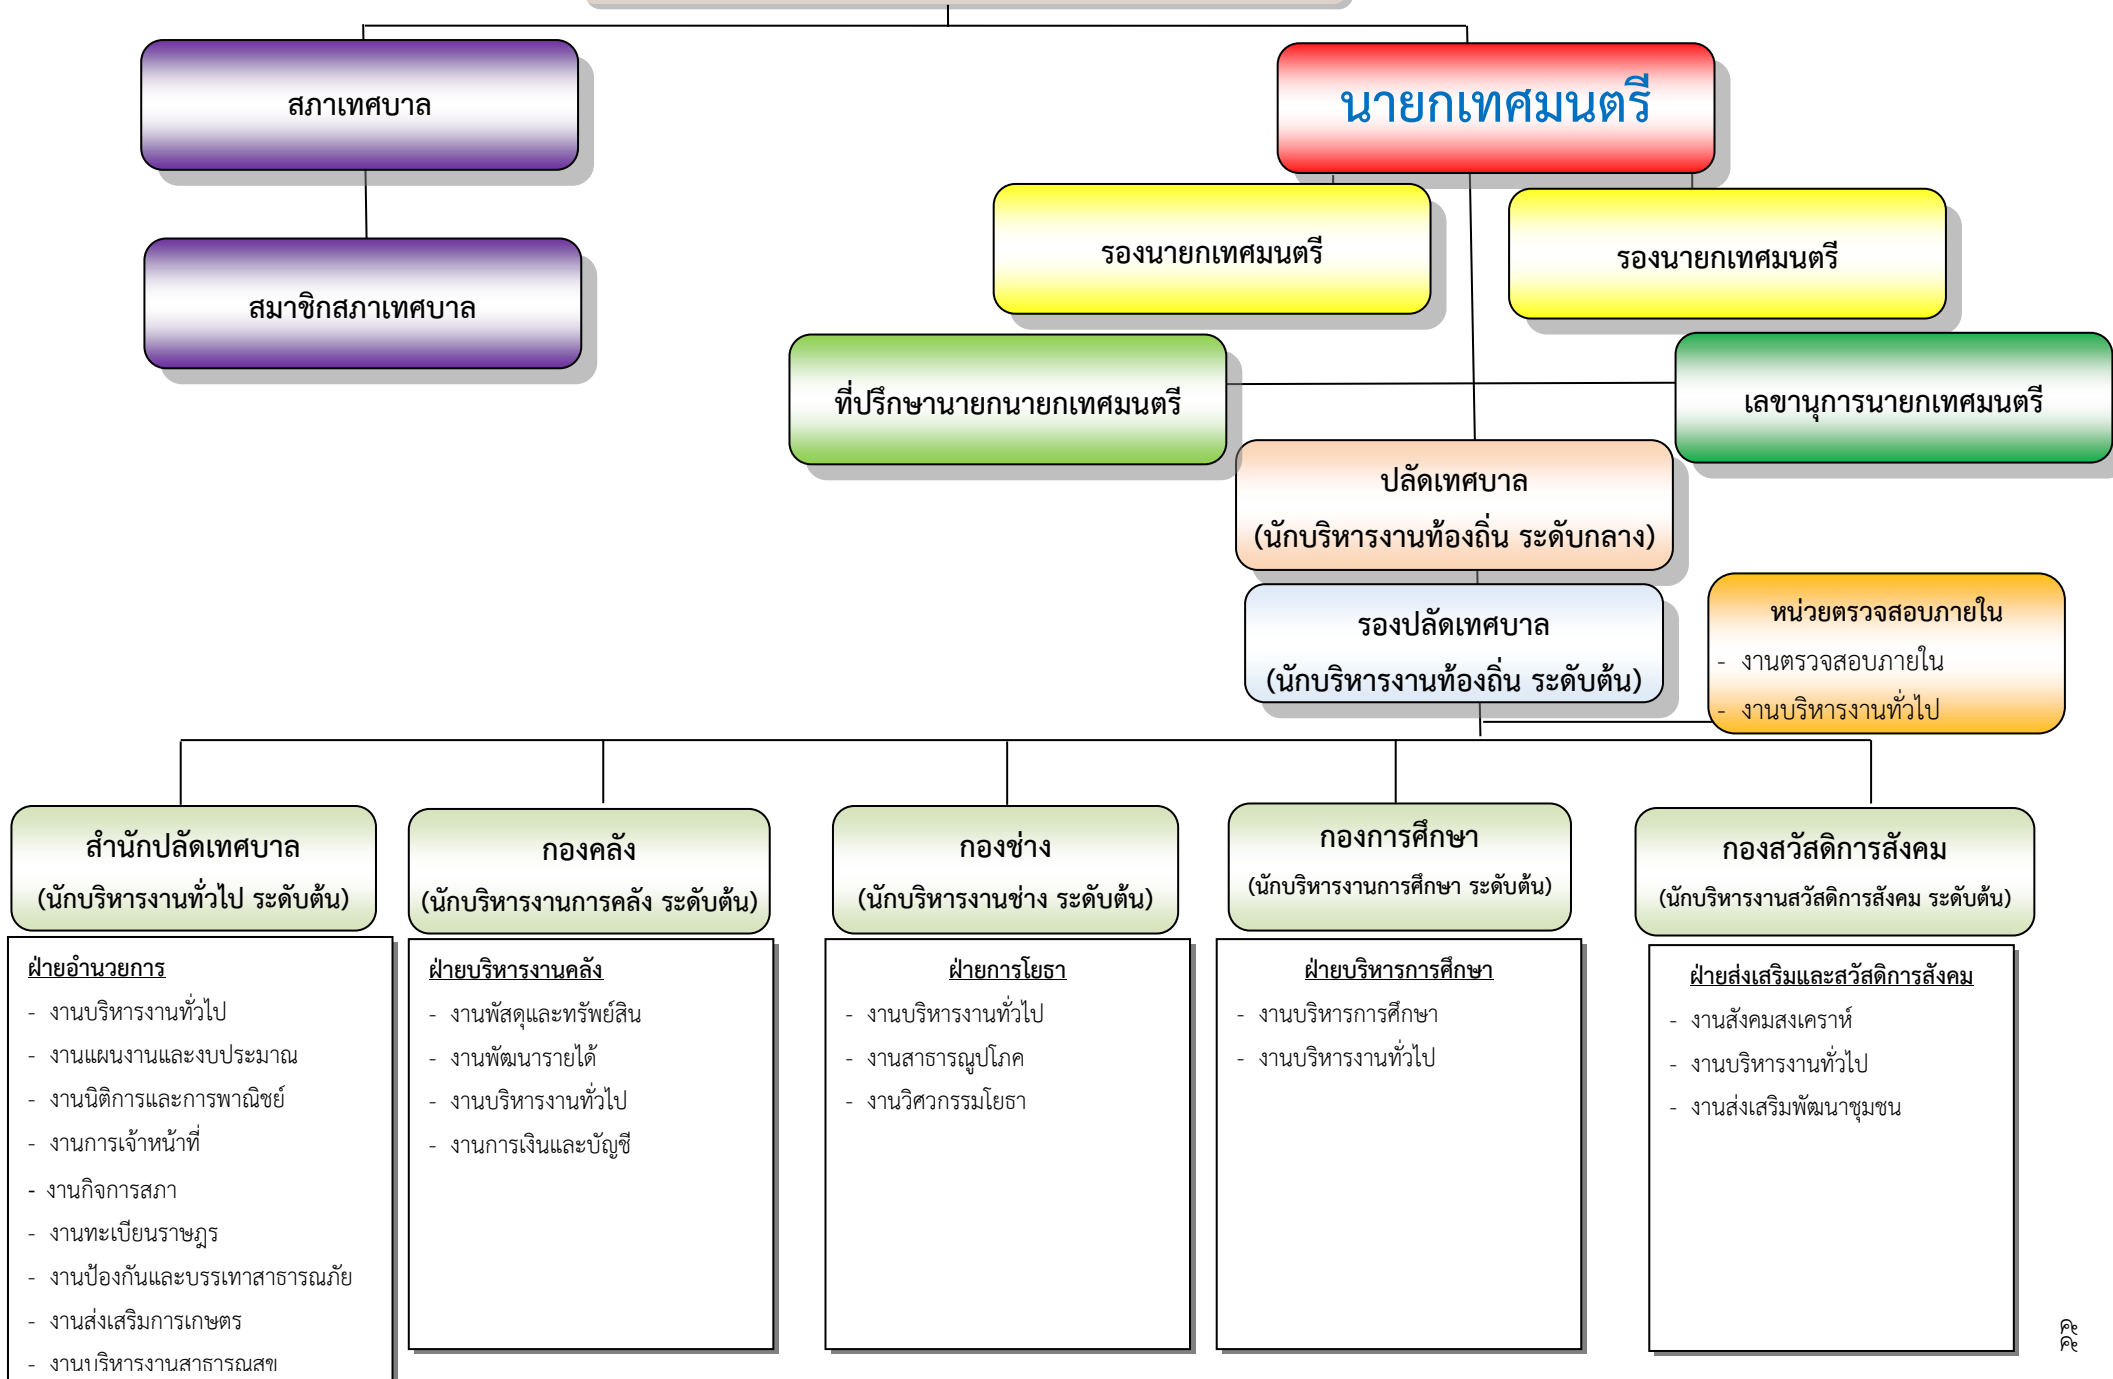 สภาเทศบาล
นายกเทศมนตรี
สมาชิกสภาเทศบาล
รองนายกเทศมนตรี
รองนายกเทศมนตรี
ที่ปรึกษานายกนายกเทศมนตรี
เลขานุการนายกเทศมนตรี
ปลัดเทศบาล
(นักบริหารงานท้องถิ่น ระดับกลาง)
รองปลัดเทศบาล
(นักบริหารงานท้องถิ่น ระดับต้น)
หน่วยตรวจสอบภายใน
- งานตรวจสอบภายใน
- งานบริหารงานทั่วไป
สำนักปลัดเทศบาล
(นักบริหารงานทั่วไป ระดับต้น)
กองคลัง
(นักบริหารงานการคลัง ระดับต้น)
กองช่าง
(นักบริหารงานช่าง ระดับต้น)
กองการศึกษา
(นักบริหารงานการศึกษา ระดับต้น)
กองสวัสดิการสังคม
(นักบริหารงานสวัสดิการสังคม ระดับต้น)
ฝ่ายอำนวยการ
- งานบริหารงานทั่วไป
- งานแผนงานและงบประมาณ
- งานนิติการและการพาณิชย์
- งานการเจ้าหน้าที่
- งานกิจการสภา
- งานทะเบียนราษฎร
- งานป้องกันและบรรเทาสาธารณภัย
- งานส่งเสริมการเกษตร
- งานบริหารงานสาธารณสุข
ฝ่ายบริหารงานคลัง
- งานพัสดุและทรัพย์สิน
- งานพัฒนารายได้
- งานบริหารงานทั่วไป
- งานการเงินและบัญชี
ฝ่ายการโยธา
- งานบริหารงานทั่วไป
- งานสาธารณูปโภค
- งานวิศวกรรมโยธา
ฝ่ายบริหารการศึกษา
- งานบริหารการศึกษา
- งานบริหารงานทั่วไป
ฝ่ายส่งเสริมและสวัสดิการสังคม
- งานสังคมสงเคราห์
- งานบริหารงานทั่วไป
- งานส่งเสริมพัฒนาชุมชน